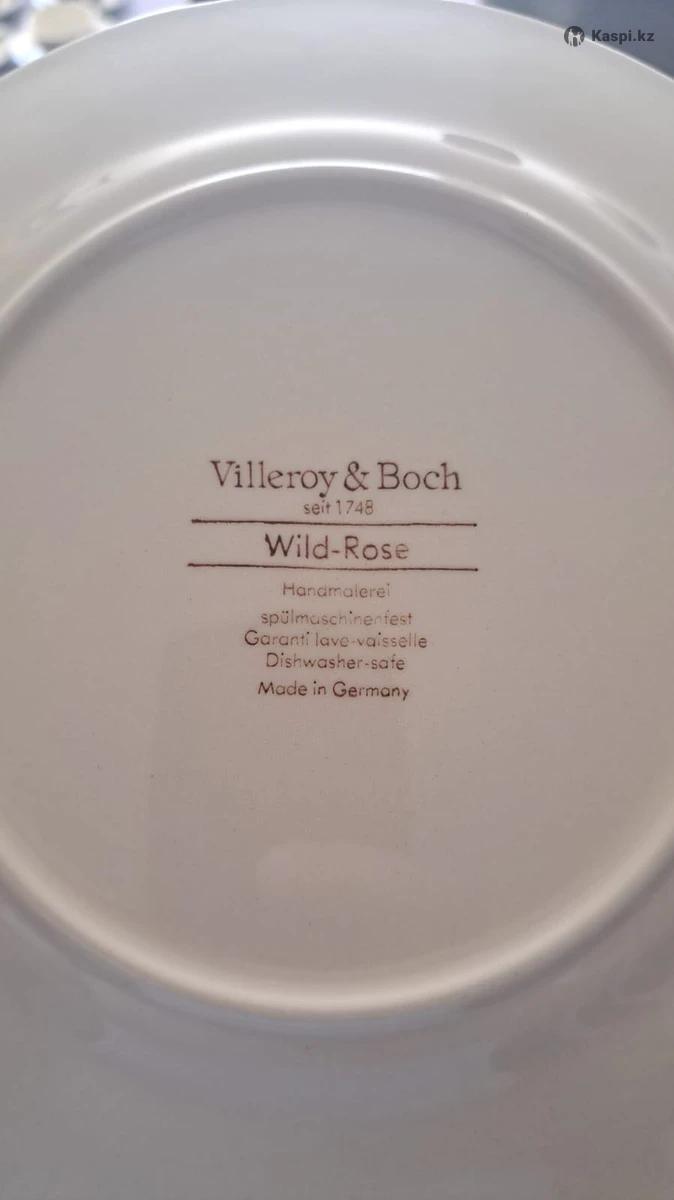 Kaspi.kz
Villeroy & Boch
seit 1748
Wild-Rose
Handmalerei
spülmaschinenfest
Garanti lave-vaisselle
Dishwasher-safe
Made in Germany